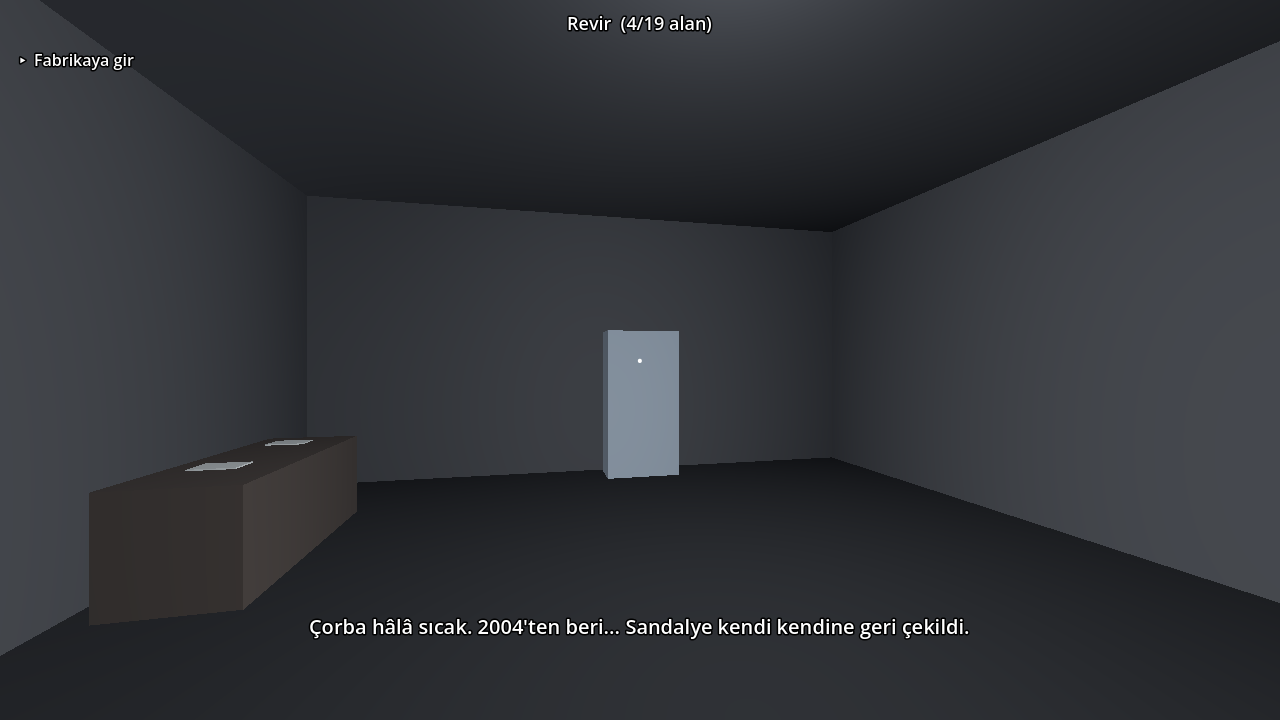 Revir (4/19 alan)
▸ Fabrikaya gir
Çorba hâlâ sıcak. 2004'ten beri... Sandalye kendi kendine geri çekildi.